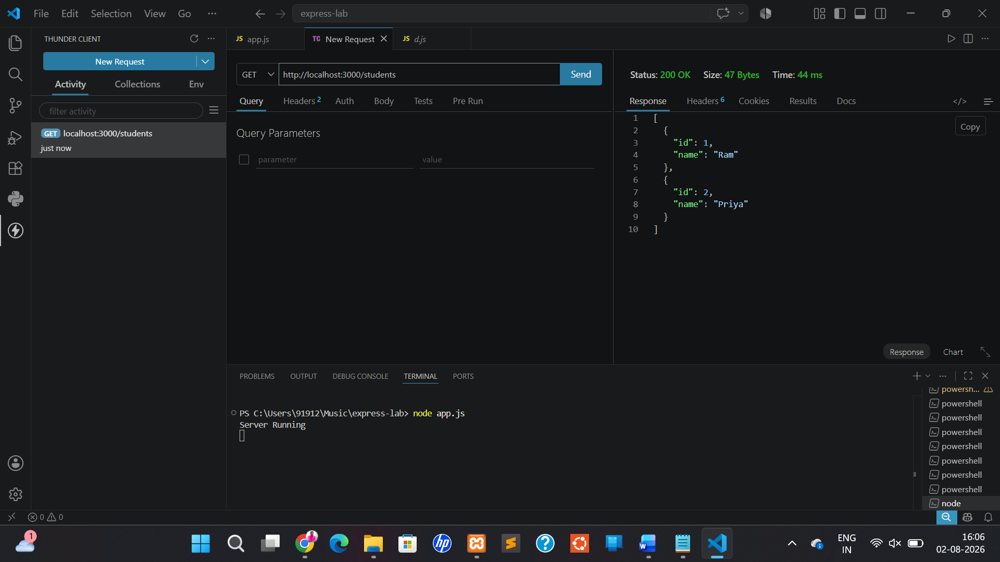 File Edit Selection View Go ···
express-lab
THUNDER CLIENT
New Request
Activity Collections Env
filter activity
GET localhost:3000/students
just now
JS app.js
TC New Request
JS d.js
GET http://localhost:3000/students Send
Query Headers 2 Auth Body Tests Pre Run
Query Parameters
parameter value
Status: 200 OK Size: 47 Bytes Time: 44 ms
Response Headers 6 Cookies Results Docs </>
Copy
1 [
2 {
3 "id": 1,
4 "name": "Ram"
5 },
6 {
7 "id": 2,
8 "name": "Priya"
9 }
10 ]
Response Chart
PROBLEMS OUTPUT DEBUG CONSOLE TERMINAL PORTS
PS C:\Users\91912\Music\express-lab> node app.js
Server Running
powersh...
powershell
powershell
powershell
powershell
powershell
powershell
powershell
node
0 0
1
hp
W
ENG
IN
16:06
02-08-2026